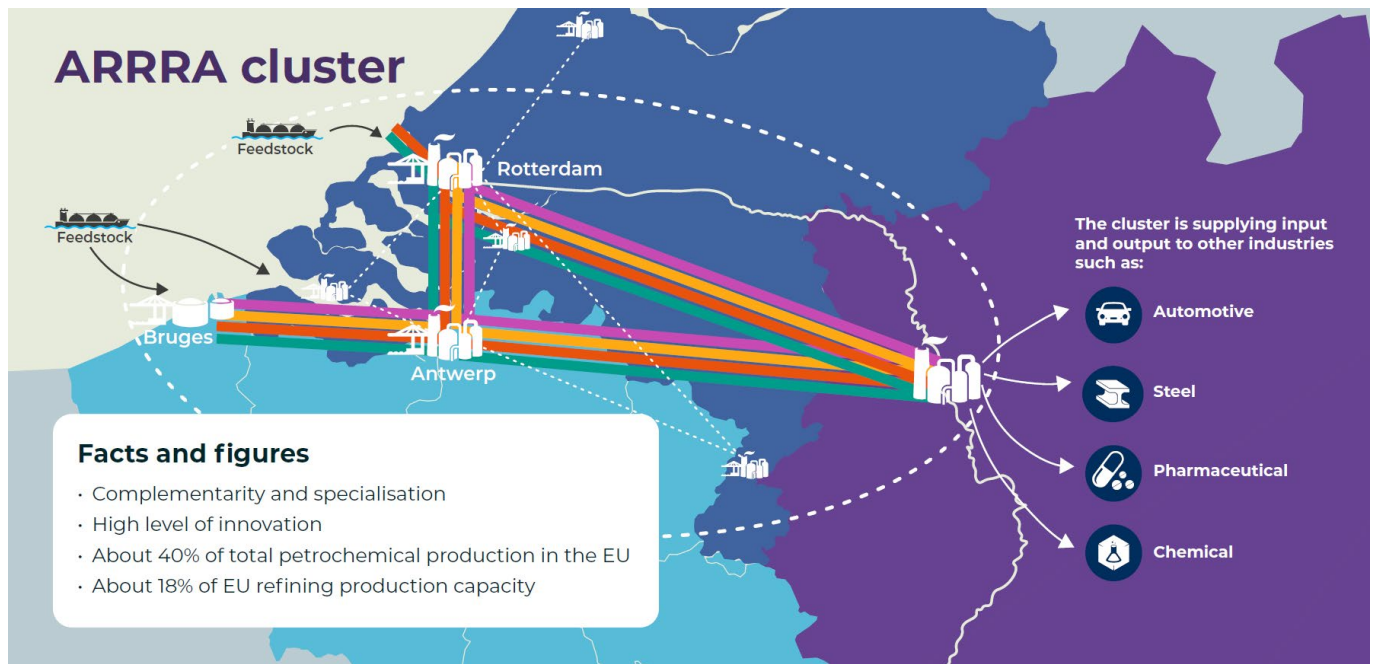 ARRRA cluster
Feedstock
Rotterdam
Feedstock
Bruges
Antwerp
The cluster is supplying input
and output to other industries
such as:
Automotive
Steel
Pharmaceutical
Chemical
Facts and figures
· Complementarity and specialisation
· High level of innovation
· About 40% of total petrochemical production in the EU
· About 18% of EU refining production capacity